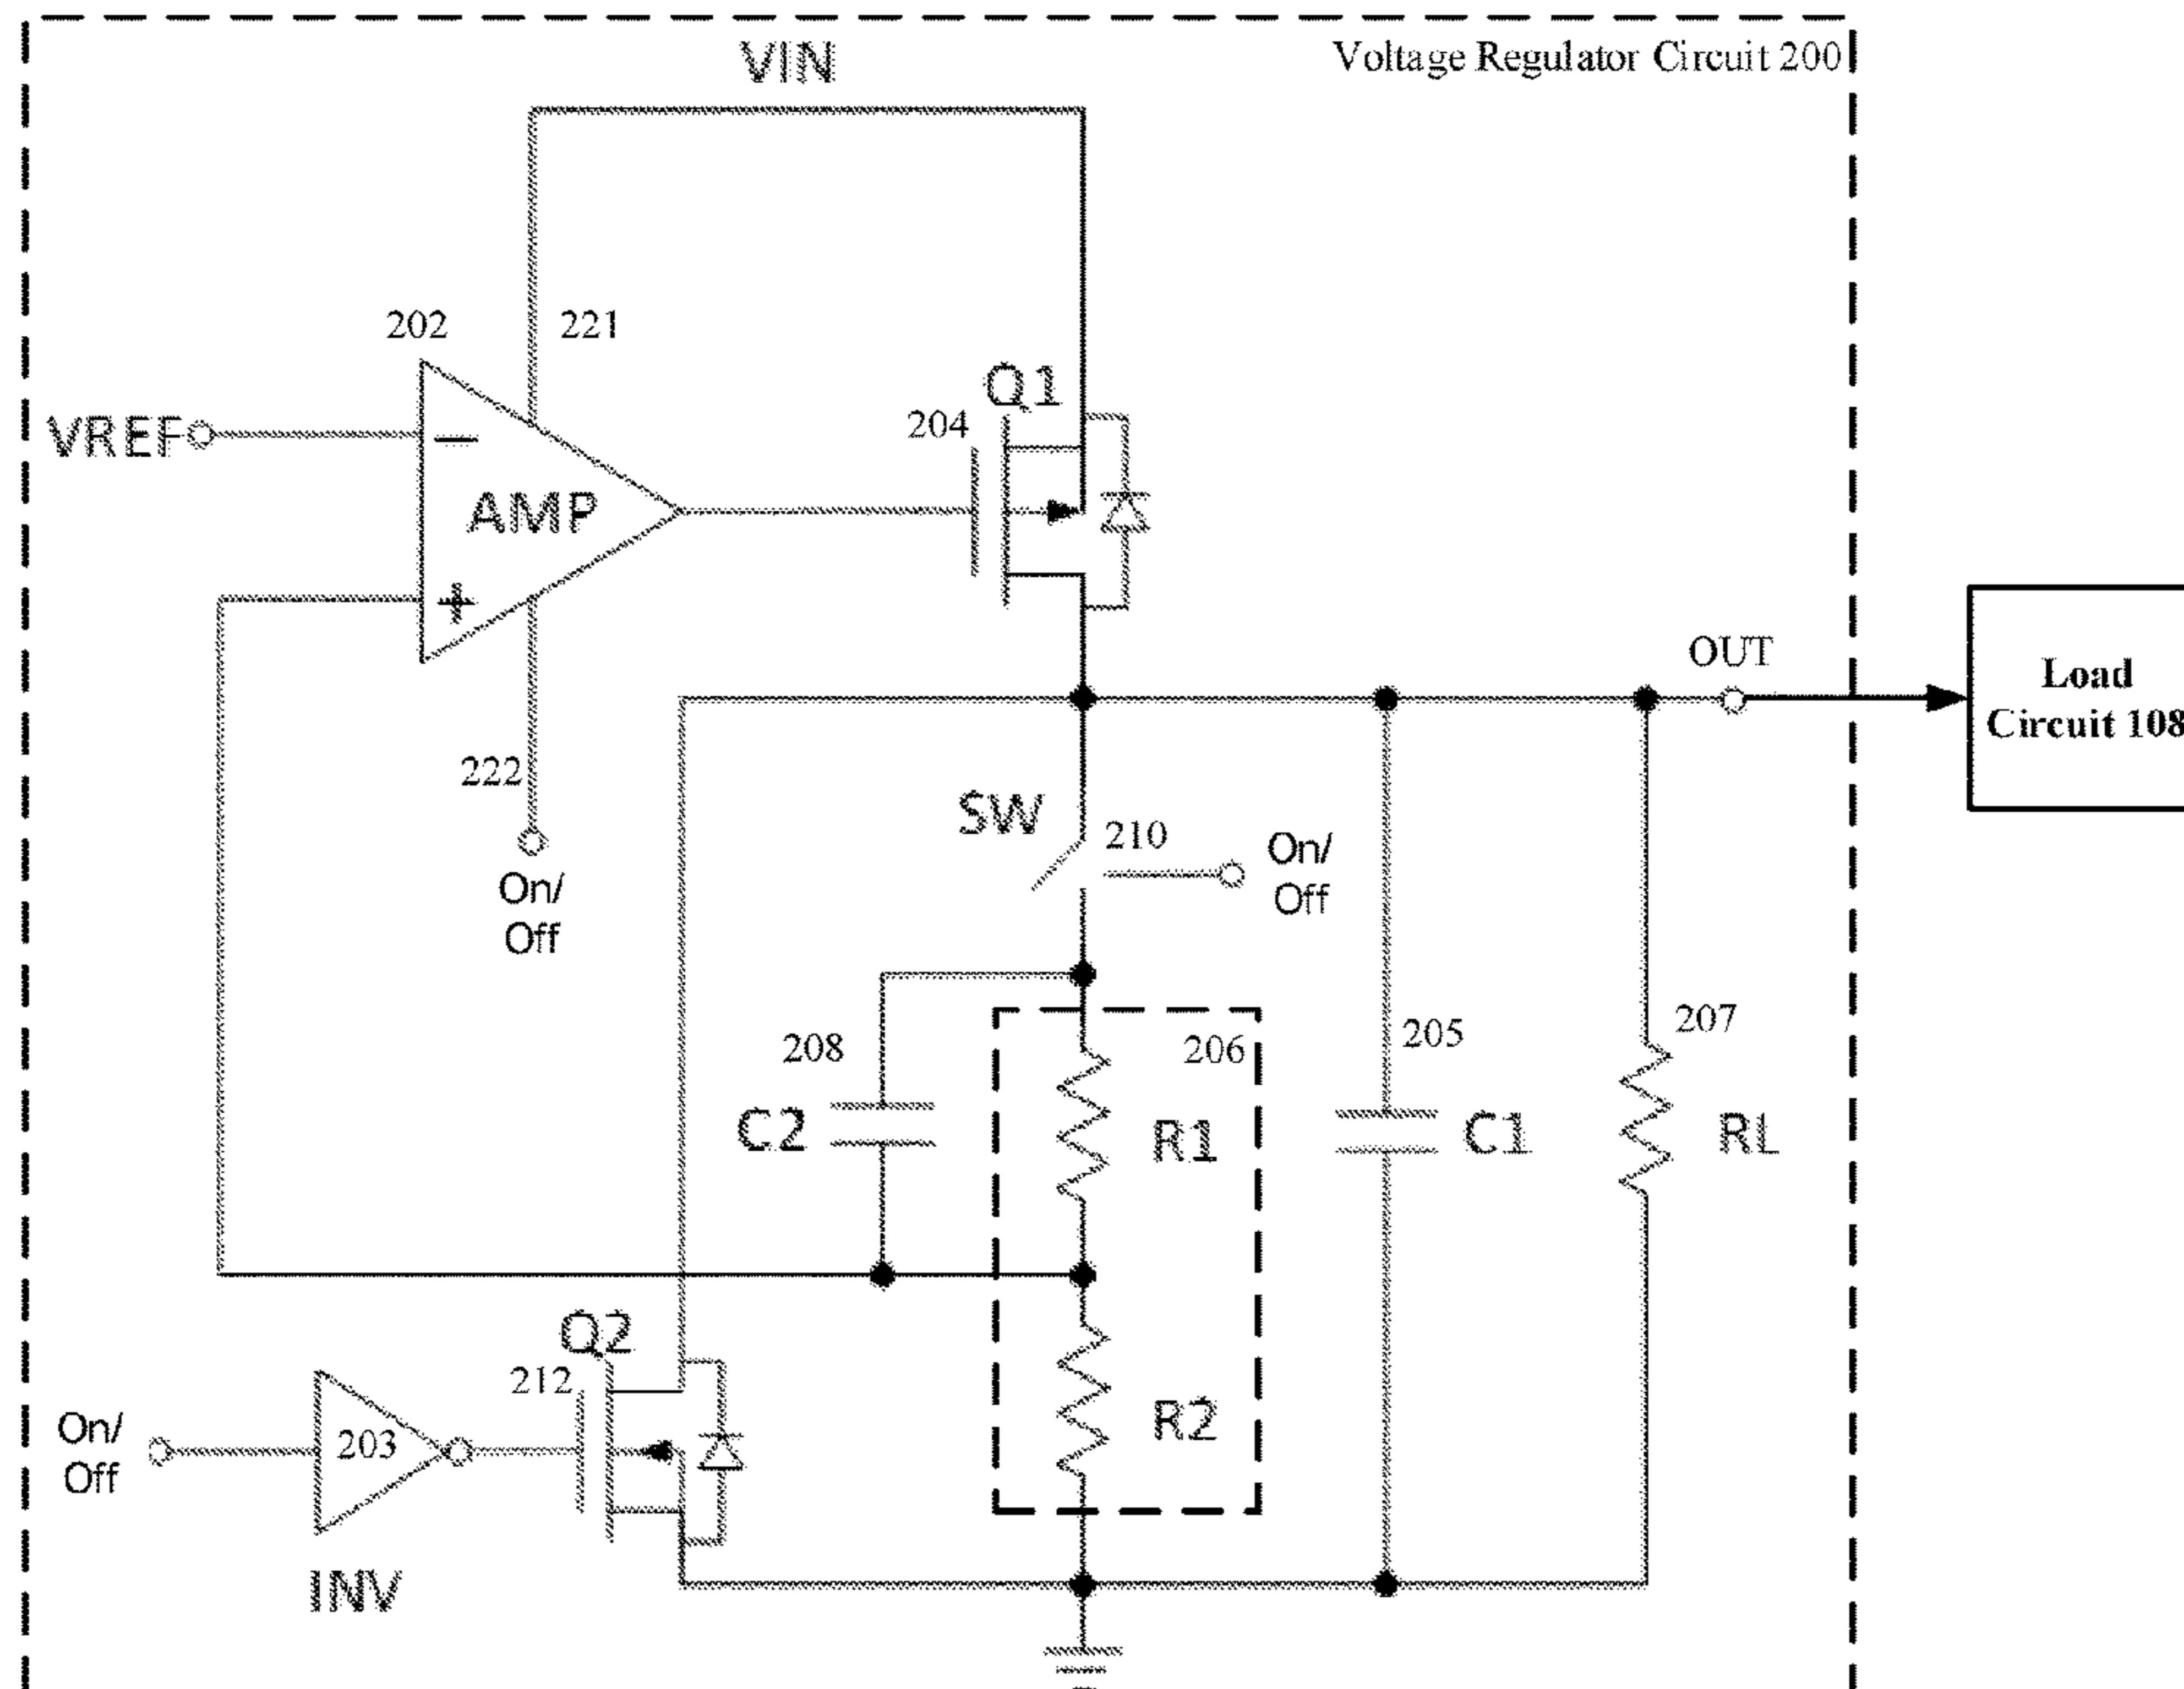 VIN
Voltage Regulator Circuit 200
202
221
Q1
204
VREF
−
AMP
+
OUT
Load
Circuit 108
222
On/
Off
SW
210
On/
Off
208
206
205
207
C2
R1
C1
RL
Q2
212
R2
On/
Off
203
INV